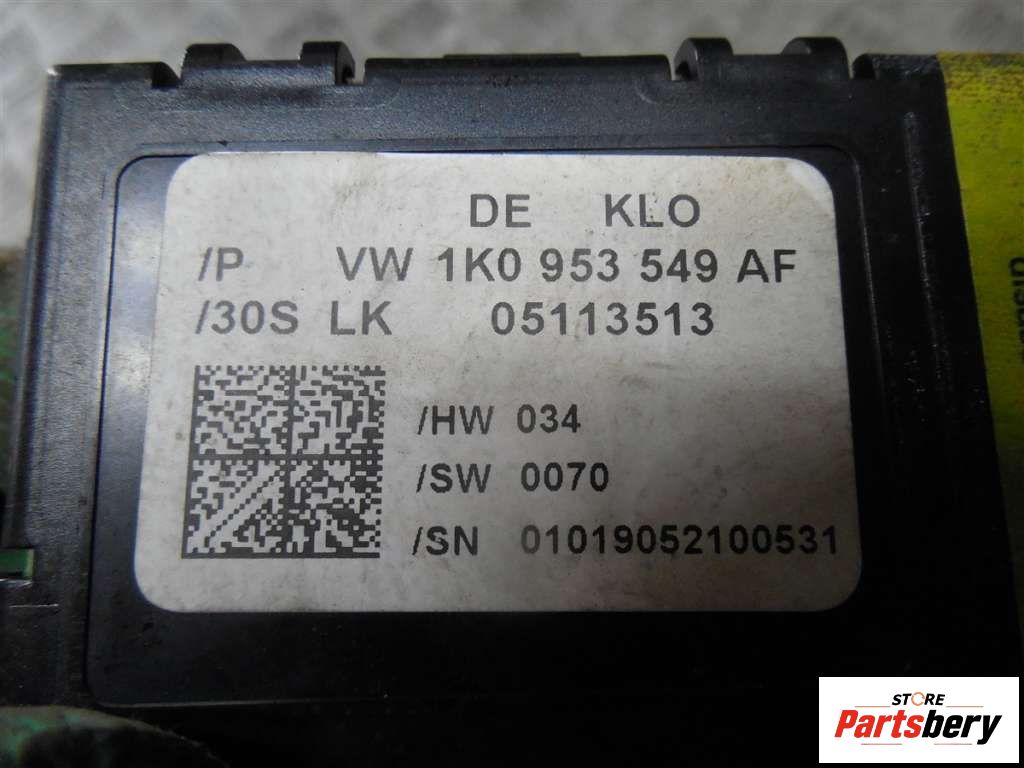 DE KLO
/P VW 1K0 953 549 AF
/30S LK 05113513
/HW 034
/SW 0070
/SN 01019052100531
STORE
Partsbery